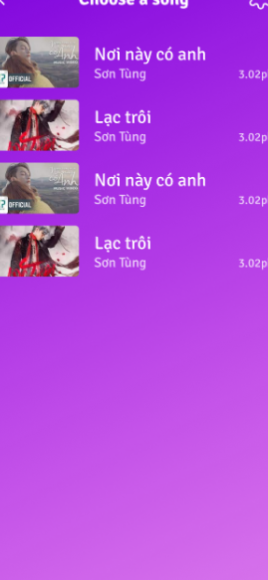 Choose a song
Nơi này có anh
Sơn Tùng
3.02p
OFFICIAL
Lạc trôi
Sơn Tùng
3.02p
Nơi này có anh
Sơn Tùng
3.02p
OFFICIAL
Lạc trôi
Sơn Tùng
3.02p